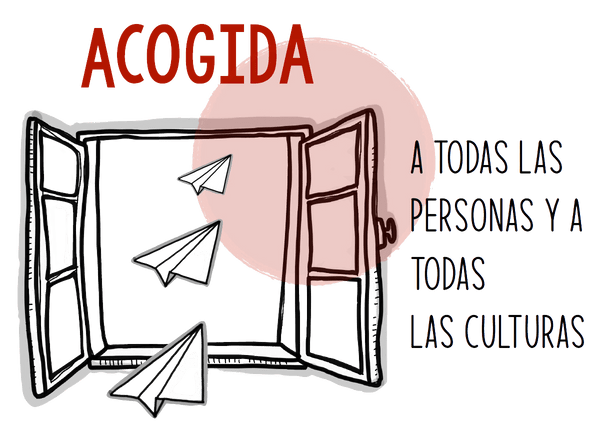 ACOGIDA
A TODAS LAS
PERSONAS Y A
TODAS
LAS CULTURAS